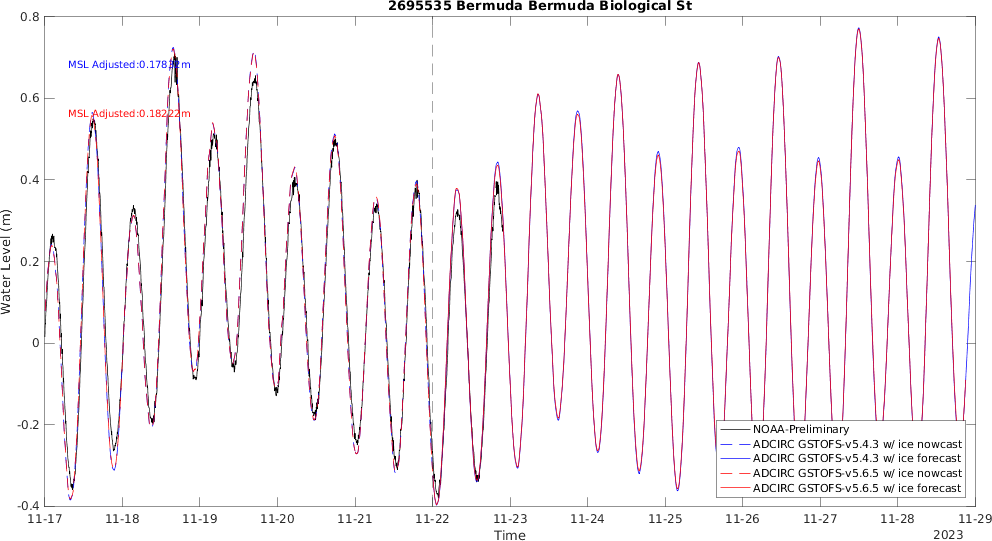 2695535 Bermuda Bermuda Biological St
0.8
0.6
0.4
0.2
0
-0.2
-0.4
Water Level (m)
MSL Adjusted:0.17812m
MSL Adjusted:0.18222m
NOAA-Preliminary
ADCIRC GSTOFS-v5.4.3 w/ ice nowcast
ADCIRC GSTOFS-v5.4.3 w/ ice forecast
ADCIRC GSTOFS-v5.6.5 w/ ice nowcast
ADCIRC GSTOFS-v5.6.5 w/ ice forecast
11-17 11-18 11-19 11-20 11-21 11-22 11-23 11-24 11-25 11-26 11-27 11-28 11-29
Time
2023